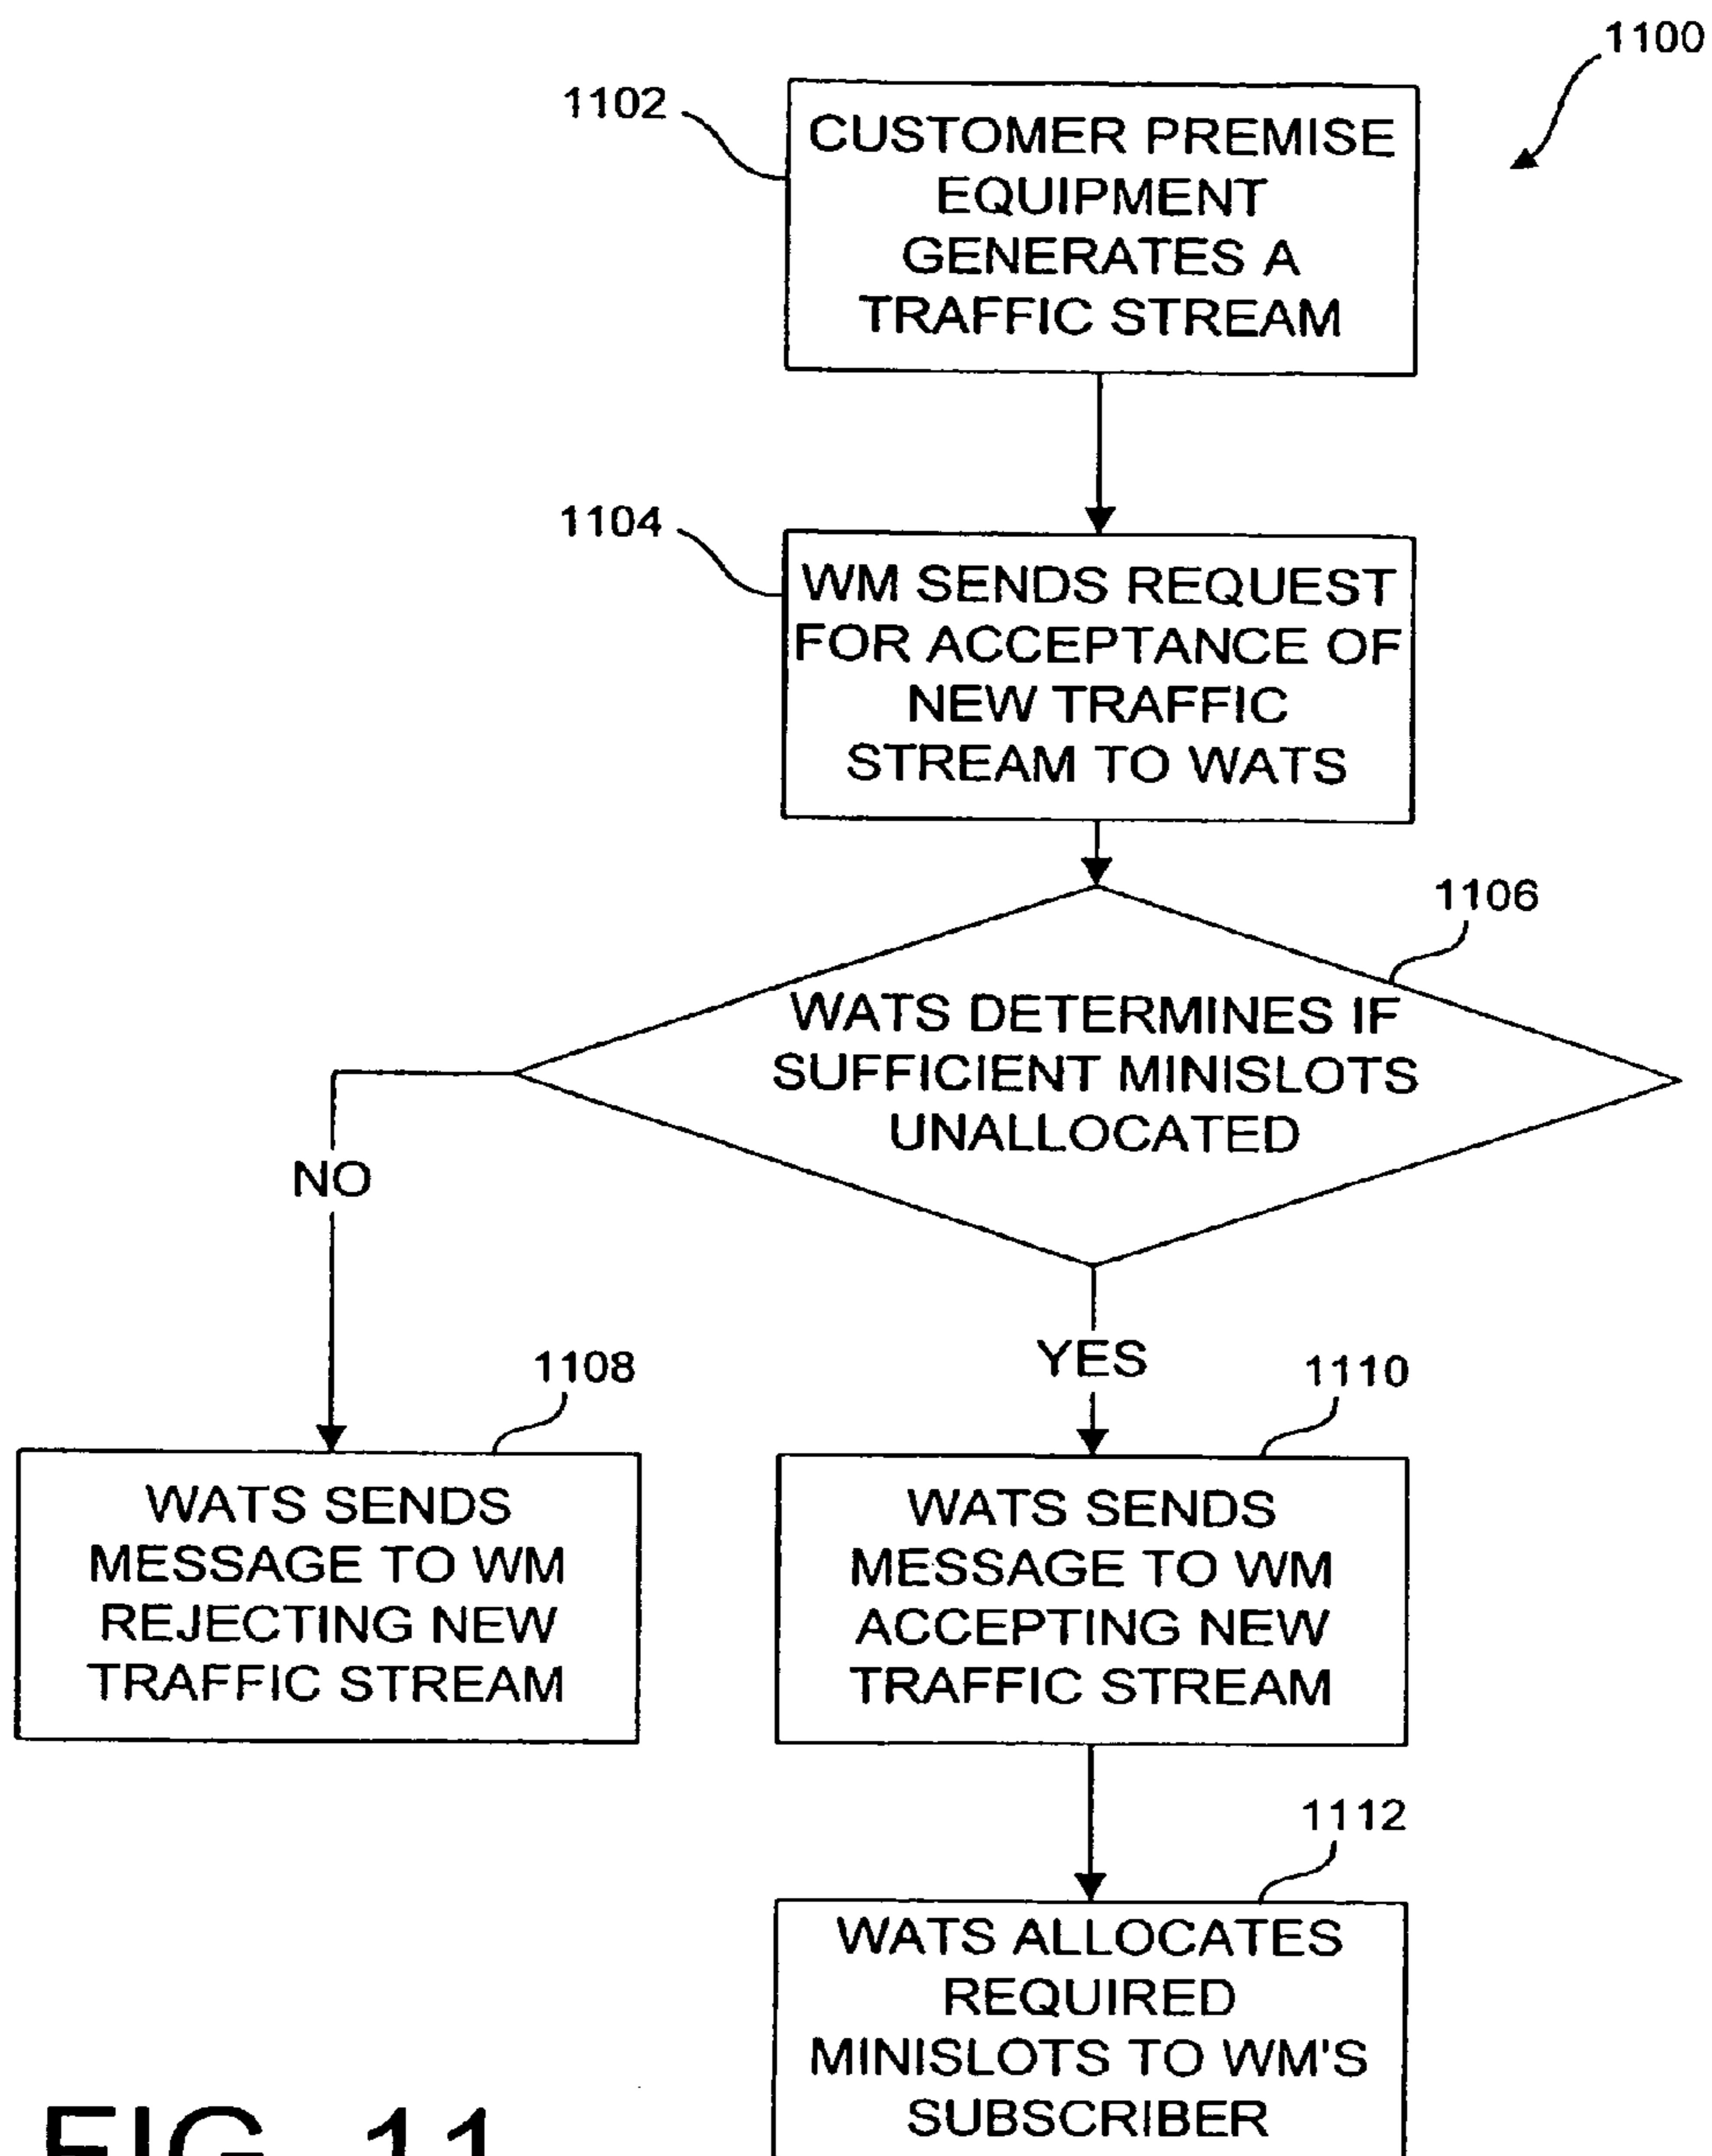 1100
1102
CUSTOMER PREMISE
EQUIPMENT
GENERATES A
TRAFFIC STREAM
1104
WM SENDS REQUEST
FOR ACCEPTANCE OF
NEW TRAFFIC
STREAM TO WATS
1106
WATS DETERMINES IF
SUFFICIENT MINISLOTS
UNALLOCATED
NO
YES
1108
WATS SENDS
MESSAGE TO WM
REJECTING NEW
TRAFFIC STREAM
1110
WATS SENDS
MESSAGE TO WM
ACCEPTING NEW
TRAFFIC STREAM
1112
WATS ALLOCATES
REQUIRED
MINISLOTS TO WM'S
SUBSCRIBER
FIG. 11